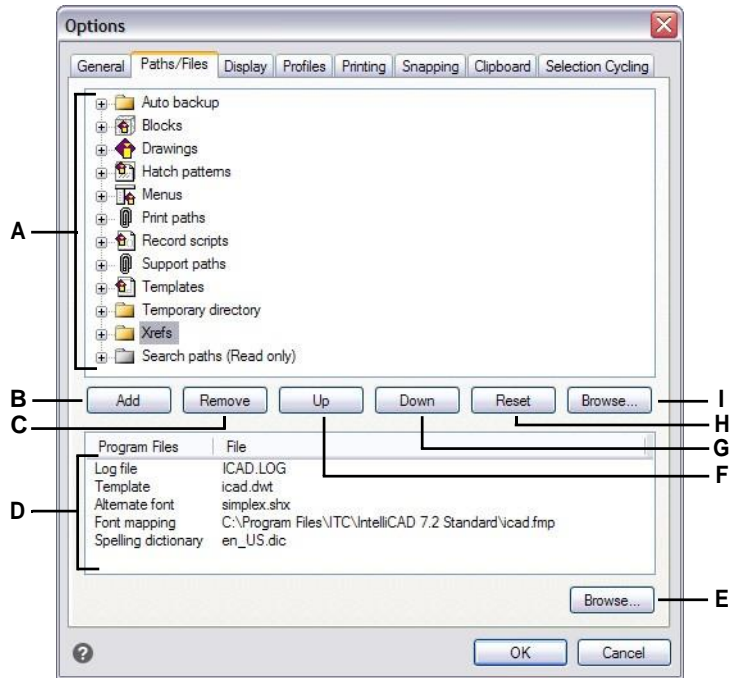 Options
General Paths/Files Display Profiles Printing Snapping Clipboard Selection Cycling
Auto backup
Blocks
Drawings
Hatch patterns
Menus
Print paths
A
Record scripts
Support paths
Templates
Temporary directory
Xrefs
Search paths (Read only)
B Add Remove Up Down Reset Browse... I
C H
G
Program Files File
F
Log file ICAD.LOG
Template icad.dwt
D Alternate font simplex.shx
Font mapping C:\Program Files\ITC\IntelliCAD 7.2 Standard\icad.fmp
Spelling dictionary en_US.dic
Browse... E
? OK Cancel